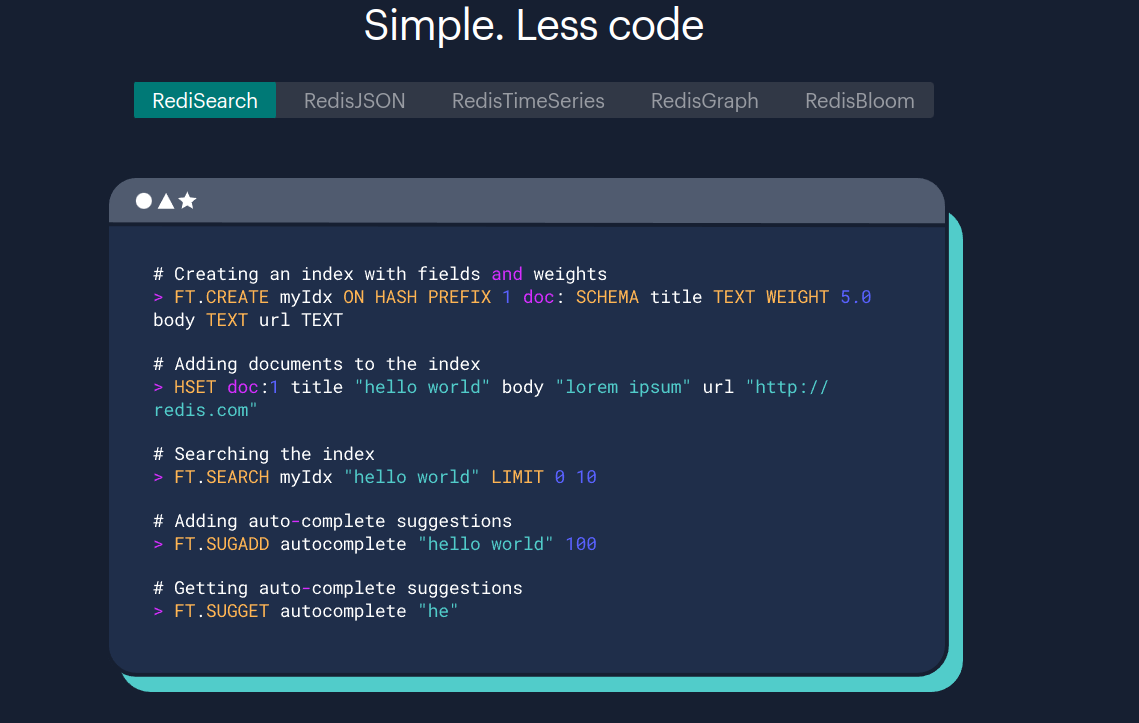 Simple. Less code
RediSearch RedisJSON RedisTimeSeries RedisGraph RedisBloom
# Creating an index with fields and weights
> FT.CREATE myIdx ON HASH PREFIX 1 doc: SCHEMA title TEXT WEIGHT 5.0
body TEXT url TEXT
# Adding documents to the index
> HSET doc:1 title "hello world" body "lorem ipsum" url "http://
redis.com"
# Searching the index
> FT.SEARCH myIdx "hello world" LIMIT 0 10
# Adding auto-complete suggestions
> FT.SUGADD autocomplete "hello world" 100
# Getting auto-complete suggestions
> FT.SUGGET autocomplete "he"